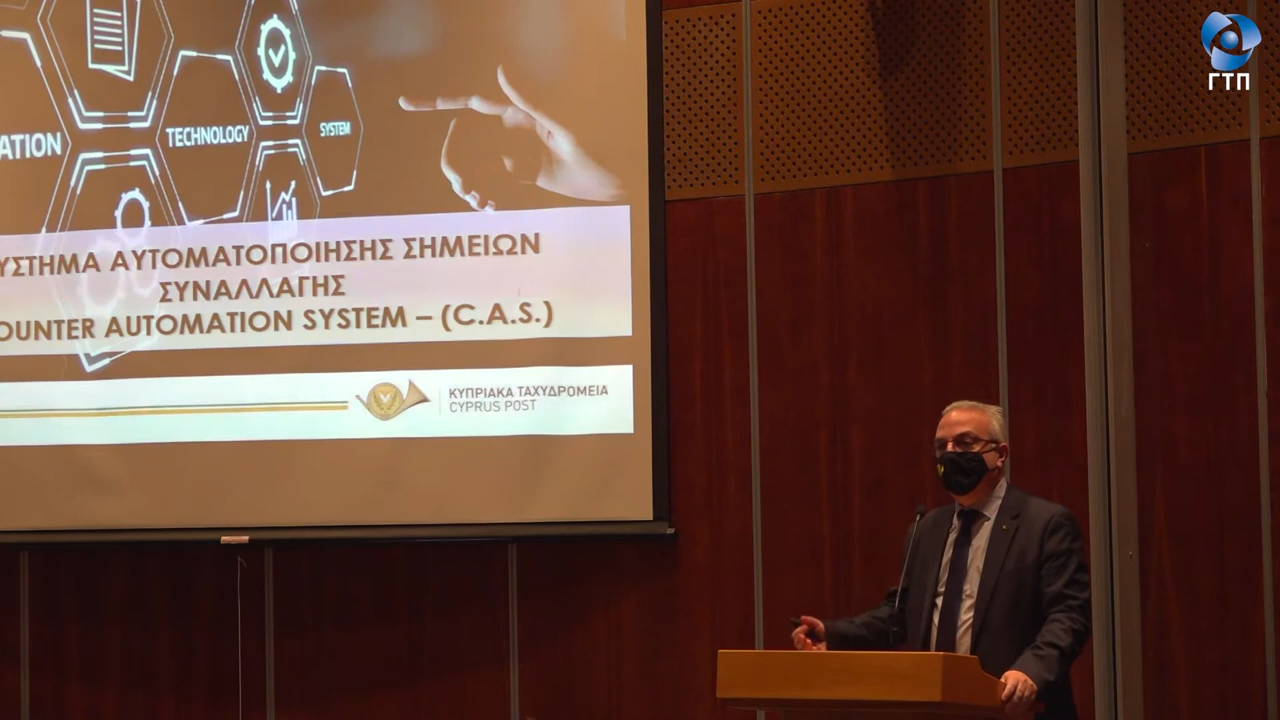 ΓΤΠ
ATION
TECHNOLOGY
SYSTEM
ΥΣΤΗΜΑ ΑΥΤΟΜΑΤΟΠΟΙΗΣΗΣ ΣΗΜΕΙΩΝ
ΣΥΝΑΛΛΑΓΗΣ
OUNTER AUTOMATION SYSTEM – (C.A.S.)
ΚΥΠΡΙΑΚΑ ΤΑΧΥΔΡΟΜΕΙΑ
CYPRUS POST